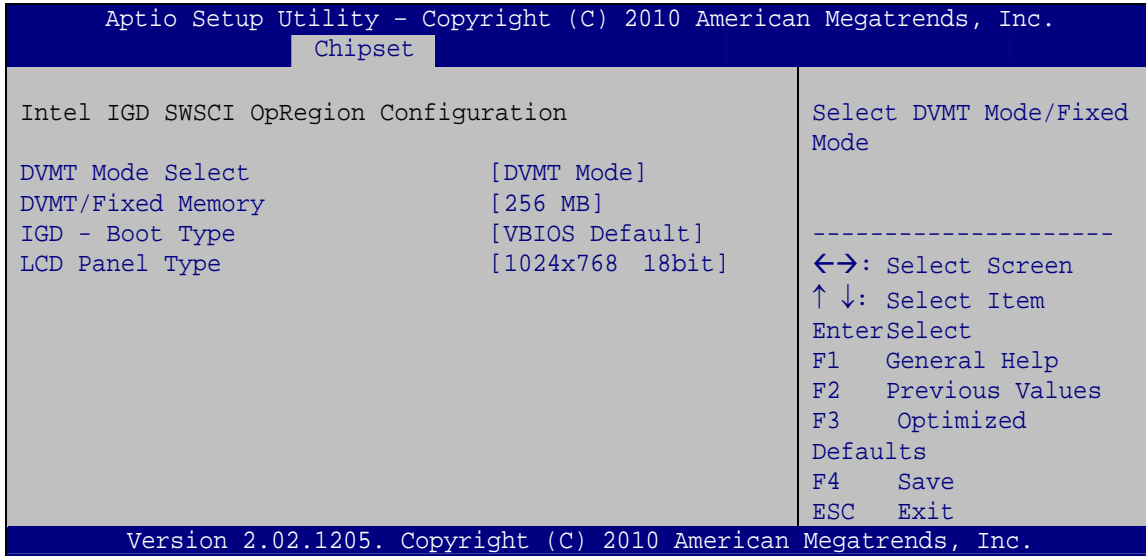 Aptio Setup Utility – Copyright (C) 2010 American Megatrends, Inc.
Chipset
Intel IGD SWSCI OpRegion Configuration
DVMT Mode Select [DVMT Mode]
DVMT/Fixed Memory [256 MB]
IGD - Boot Type [VBIOS Default]
LCD Panel Type [1024x768 18bit]
Select DVMT Mode/Fixed
Mode
---------------------
←→: Select Screen
↑ ↓: Select Item
EnterSelect
F1 General Help
F2 Previous Values
F3 Optimized
Defaults
F4 Save
ESC Exit
Version 2.02.1205. Copyright (C) 2010 American Megatrends, Inc.